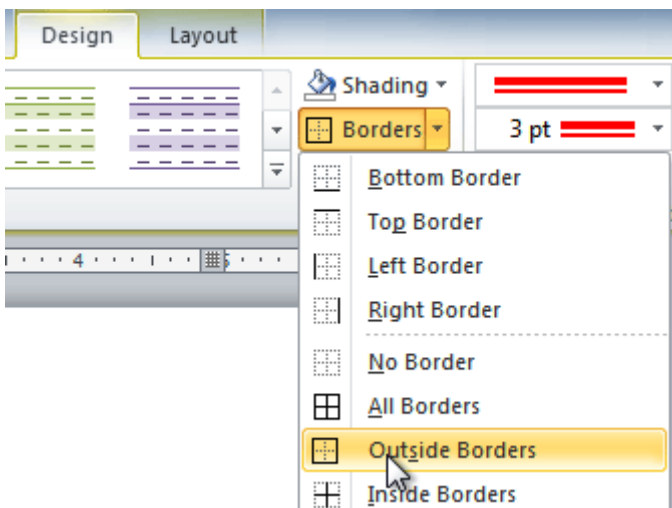 Design Layout
Shading
Borders 3 pt
Bottom Border
Top Border
Left Border
Right Border
4 5
No Border
All Borders
Outside Borders
Inside Borders